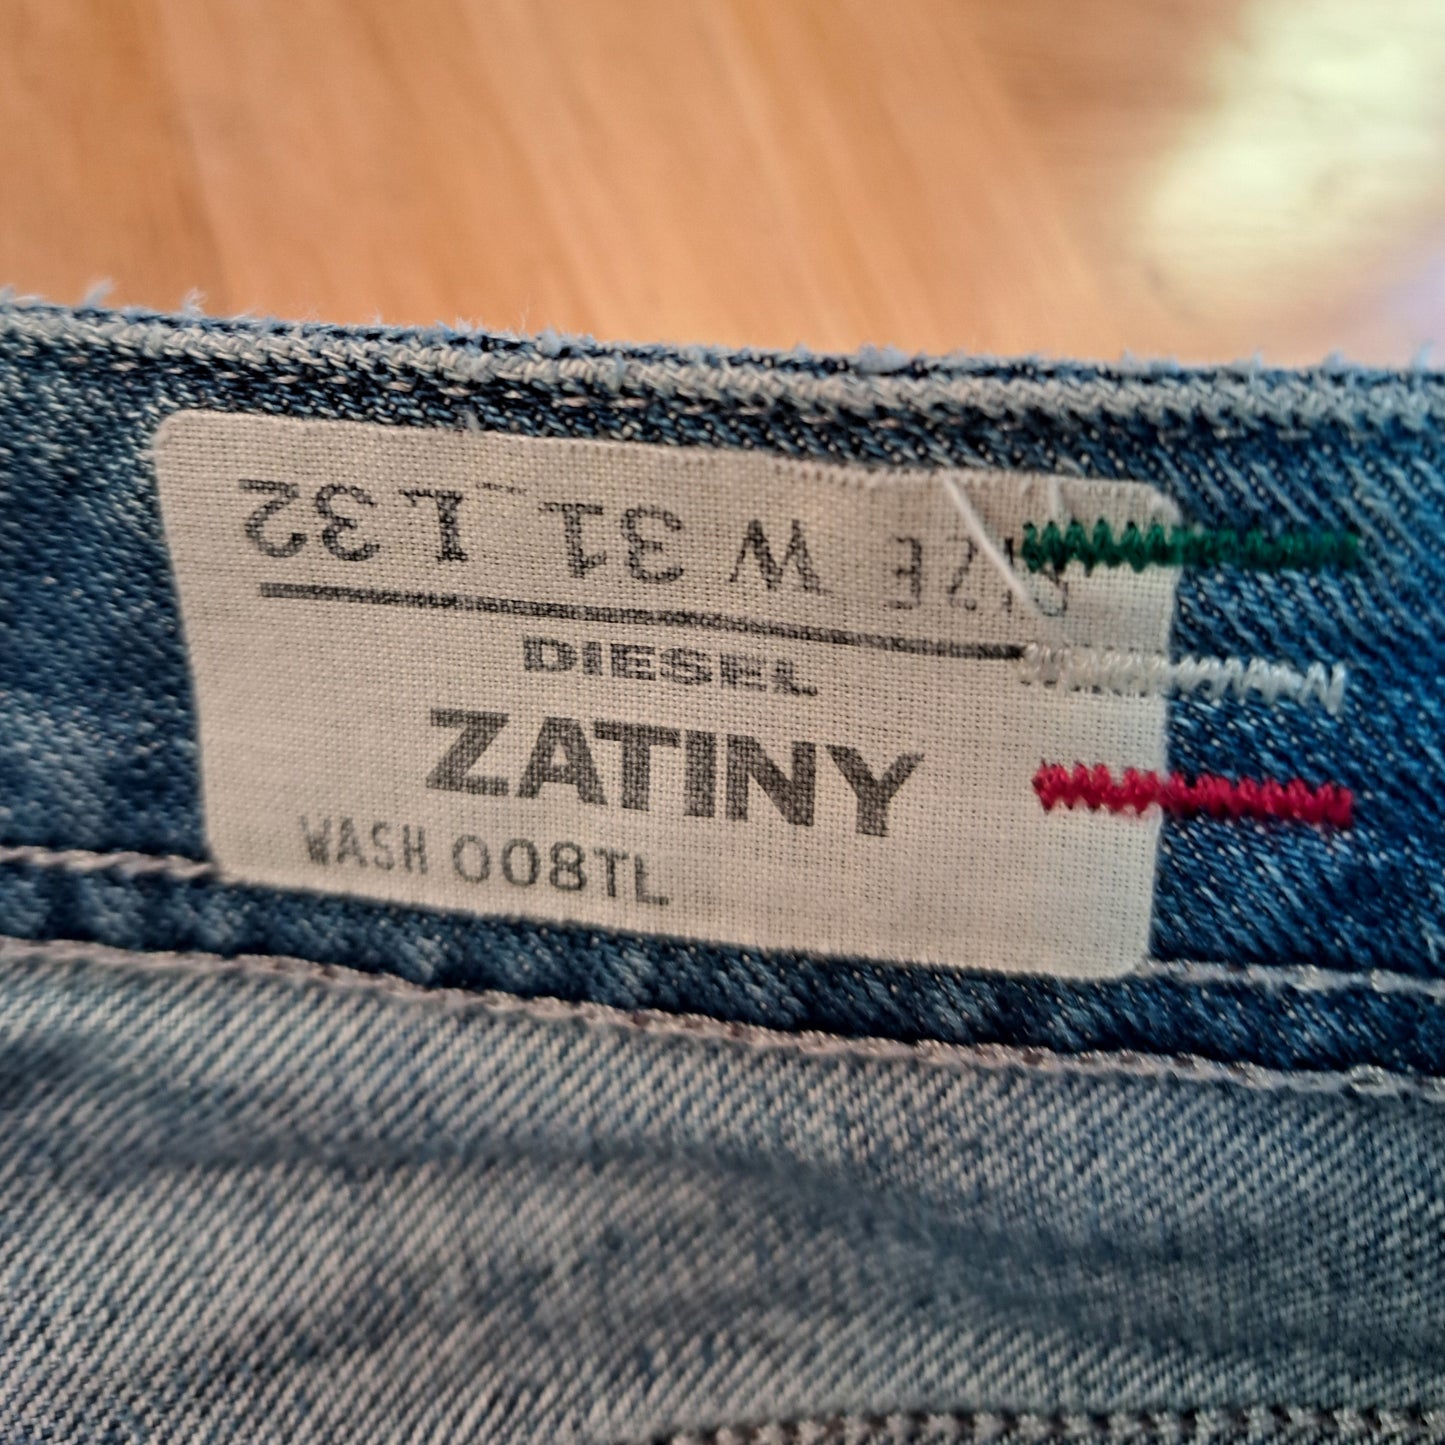 SIZE W 31 L 32
DIESEL
ZATINY
WASH 008TL